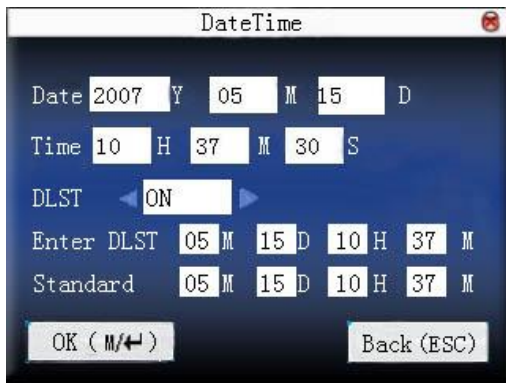 DateTime
Date 2007 Y 05 M 15 D
Time 10 H 37 M 30 S
DLST ON
Enter DLST 05 M 15 D 10 H 37 M
Standard 05 M 15 D 10 H 37 M
OK (M/↵) Back (ESC)